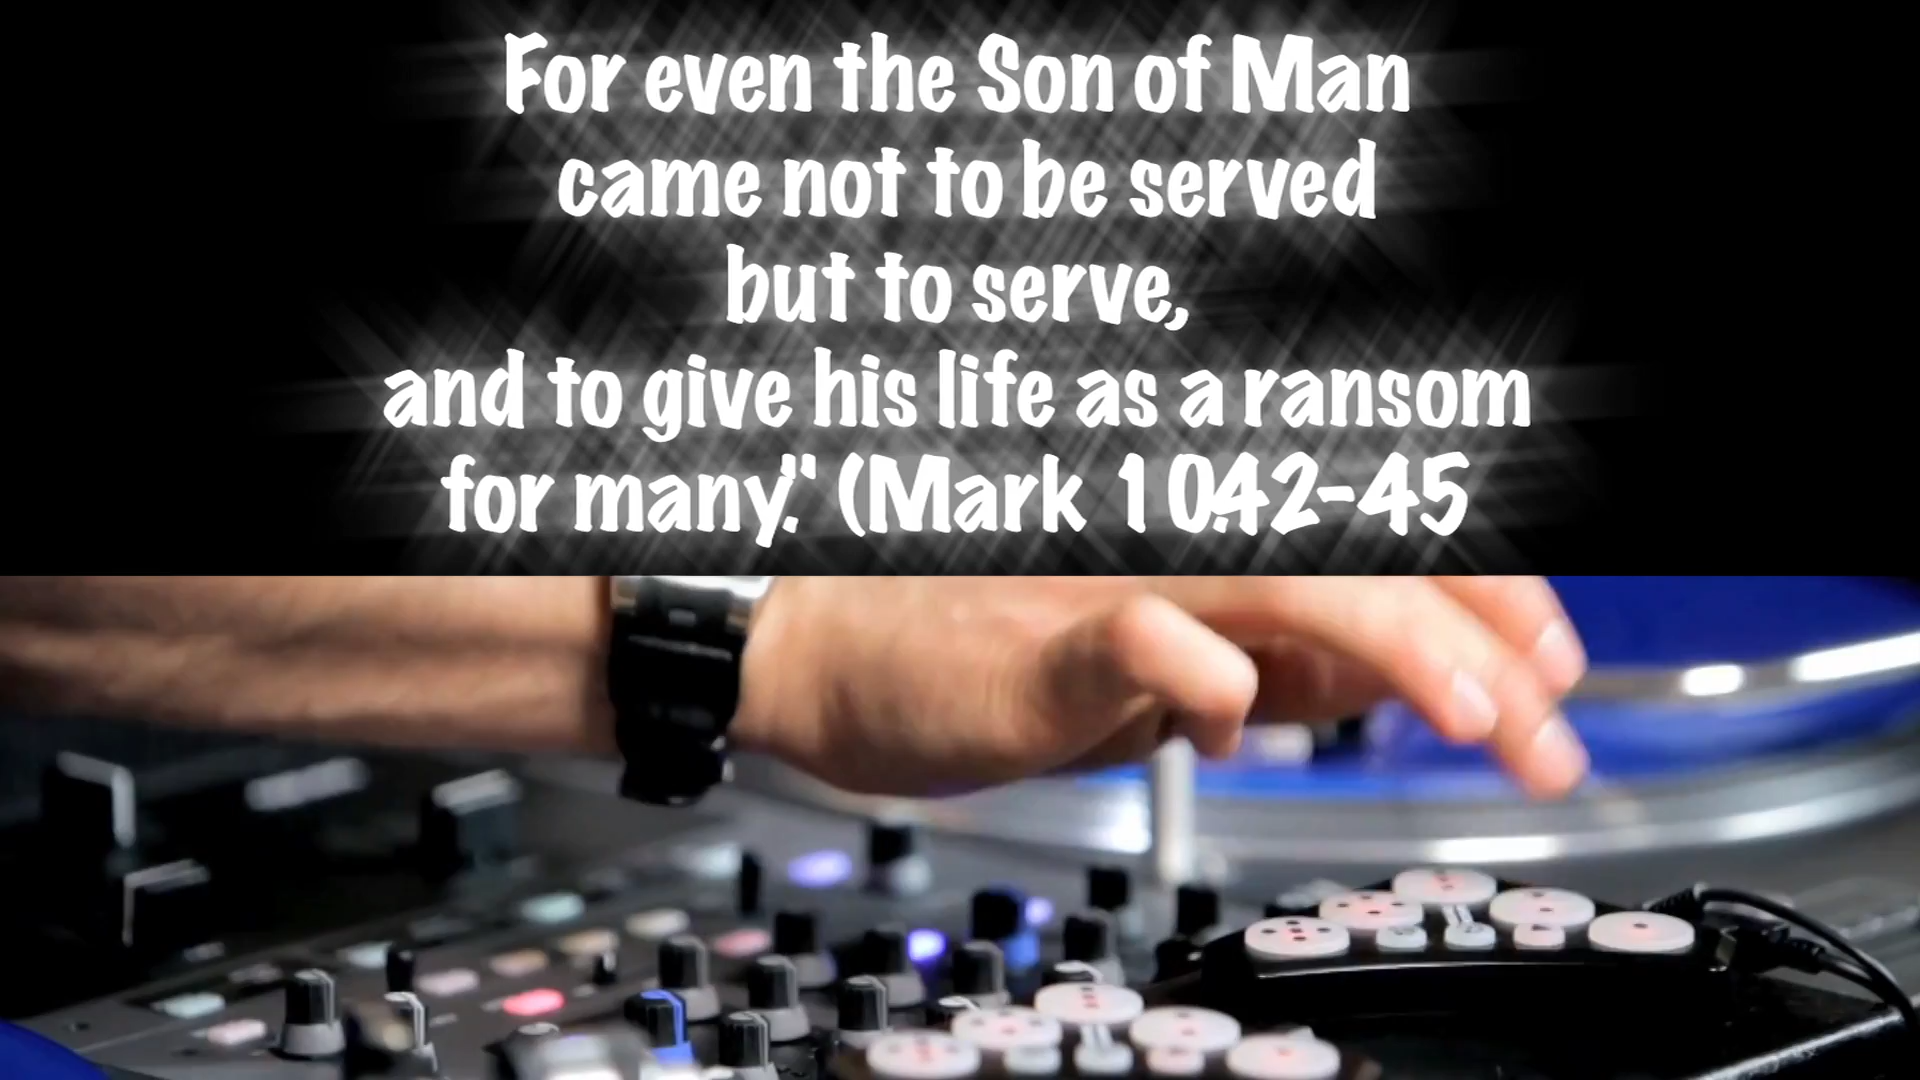 For even the Son of Man
came not to be served
but to serve,
and to give his life as a ransom
for many." (Mark 10:42-45